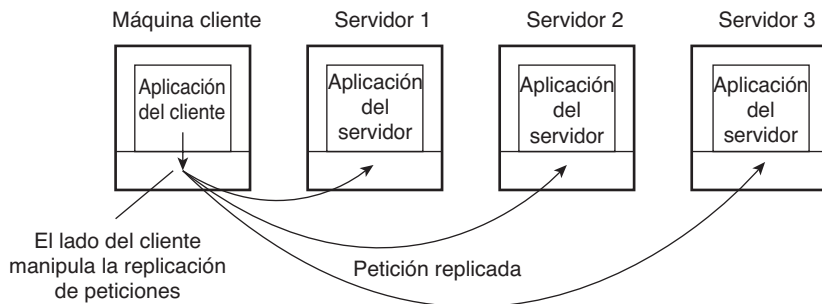 Máquina cliente
Servidor 1
Servidor 2
Servidor 3
Aplicación
del cliente
Aplicación
del
servidor
Aplicación
del
servidor
Aplicación
del
servidor
El lado del cliente
manipula la replicación
de peticiones
Petición replicada